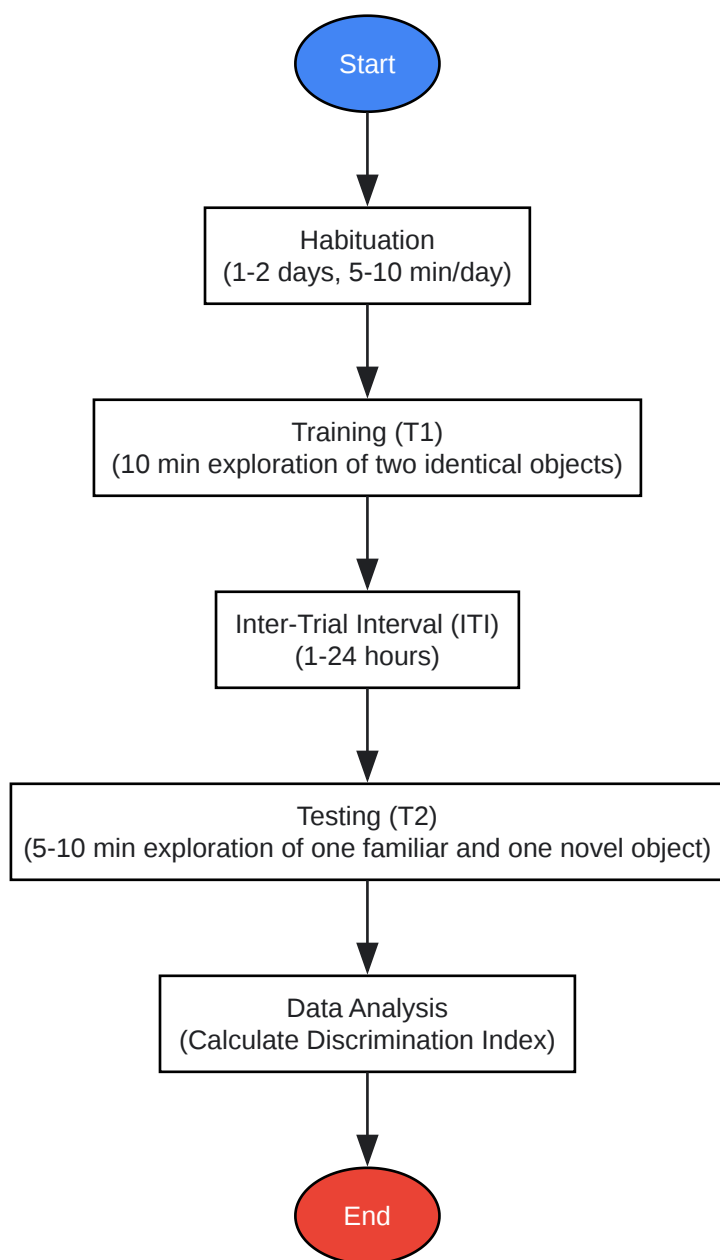 Start
Habituation
(1-2 days, 5-10 min/day)
Training (T1)
(10 min exploration of two identical objects)
Inter-Trial Interval (ITI)
(1-24 hours)
Testing (T2)
(5-10 min exploration of one familiar and one novel object)
Data Analysis
(Calculate Discrimination Index)
End